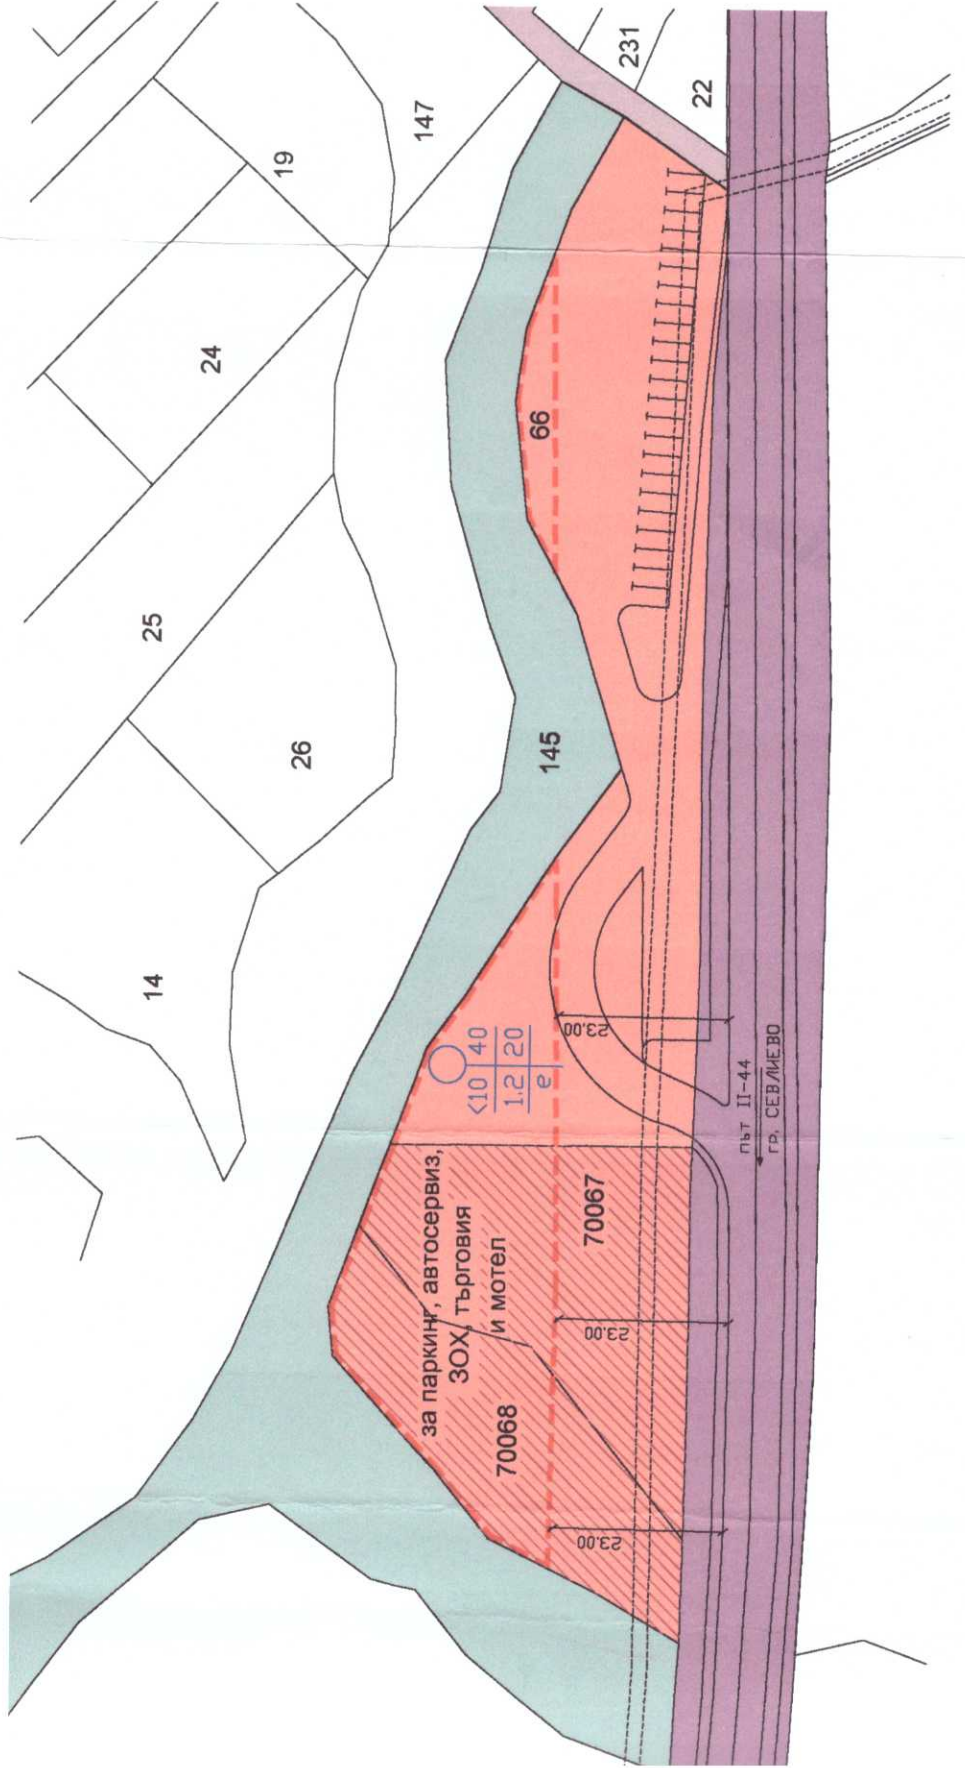 231
22
147
19
24
66
25
26
145
14
<10 40
1.2 20
e
23.00
път II-44
гр. СЕВЛИЕВО
за паркинг, автосервиз,
ЗОХ, търговия
и мотел
70067
23.00
70068
23.00